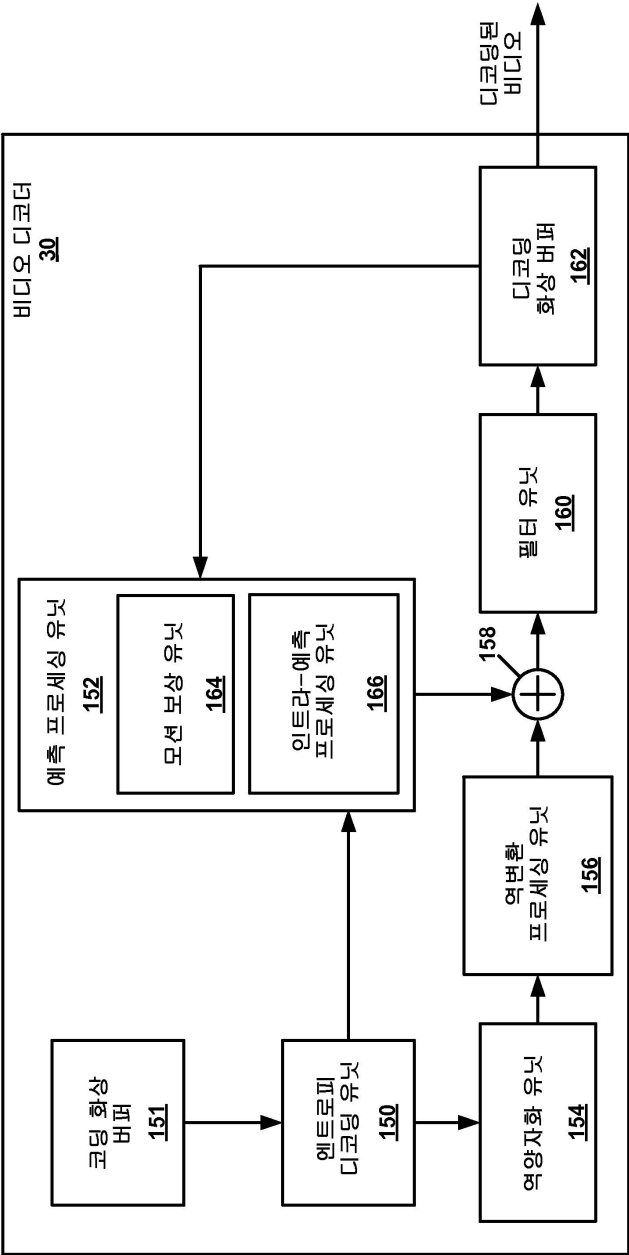 비디오 디코더
30
코딩 화상
버퍼
151
예측 프로세싱 유닛
152
모션 보상 유닛
164
인트라-예측
프로세싱 유닛
166
엔트로피
디코딩 유닛
150
역양자화 유닛
154
역변환
프로세싱 유닛
156
158
필터 유닛
160
디코딩
화상 버퍼
162
디코딩된
비디오